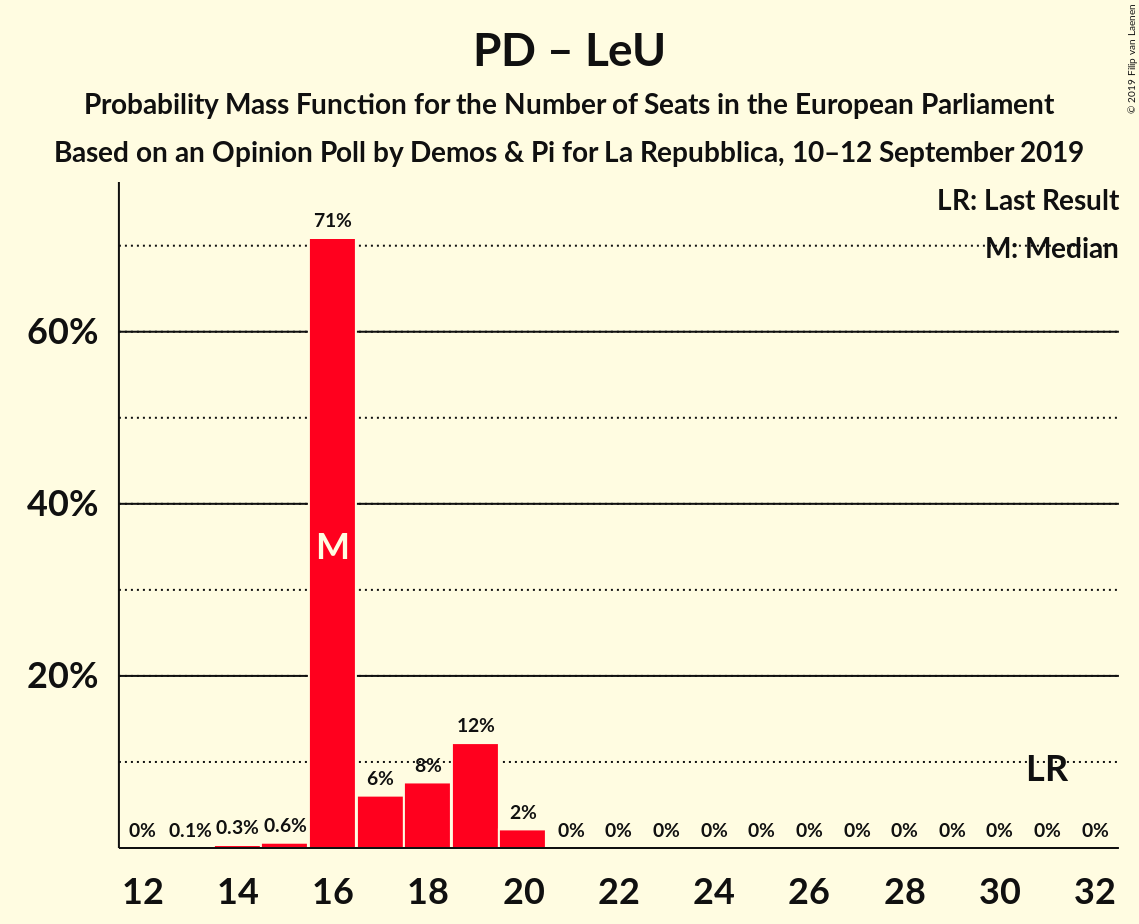 PD – LeU
Probability Mass Function for the Number of Seats in the European Parliament
Based on an Opinion Poll by Demos & Pi for La Repubblica, 10–12 September 2019
© 2019 Filip van Laenen
LR: Last Result
M: Median
71%
60%
40%
M
20%
12%
LR
6%
8%
2%
0%
0.1%
0.3%
0.6%
0% 0% 0% 0% 0% 0% 0% 0% 0% 0% 0% 0%
12 14 16 18 20 22 24 26 28 30 32